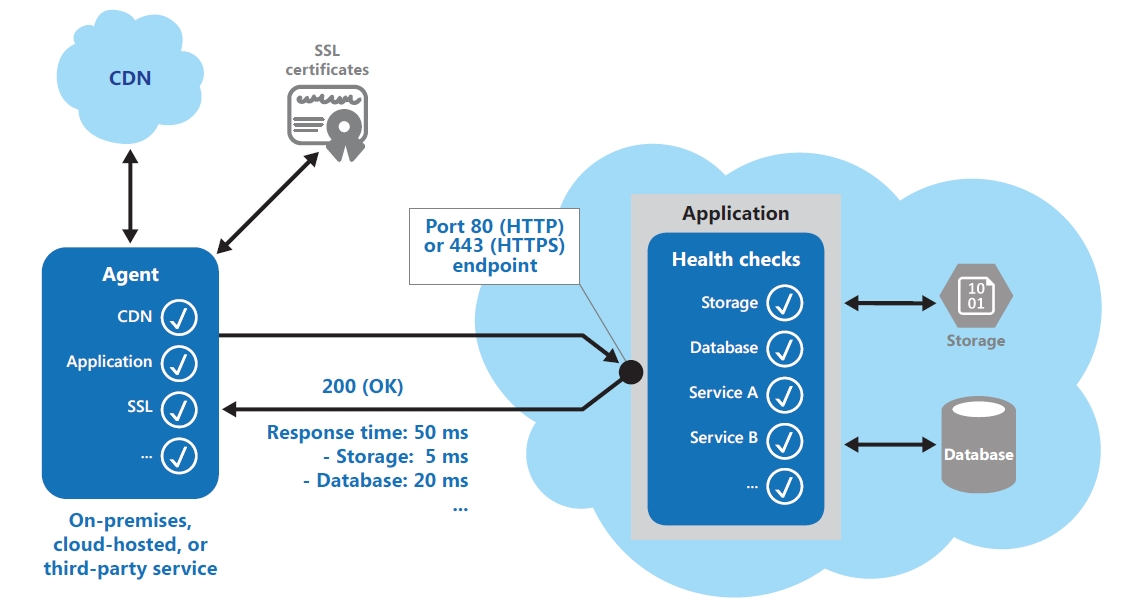 CDN
SSL
certificates
Port 80 (HTTP)
or 443 (HTTPS)
endpoint
Agent
CDN
Application
SSL
...
On-premises,
cloud-hosted, or
third-party service
200 (OK)
Response time: 50 ms
- Storage: 5 ms
- Database: 20 ms
...
Application
Health checks
Storage
Database
Service A
Service B
...
10
01
Storage
Database